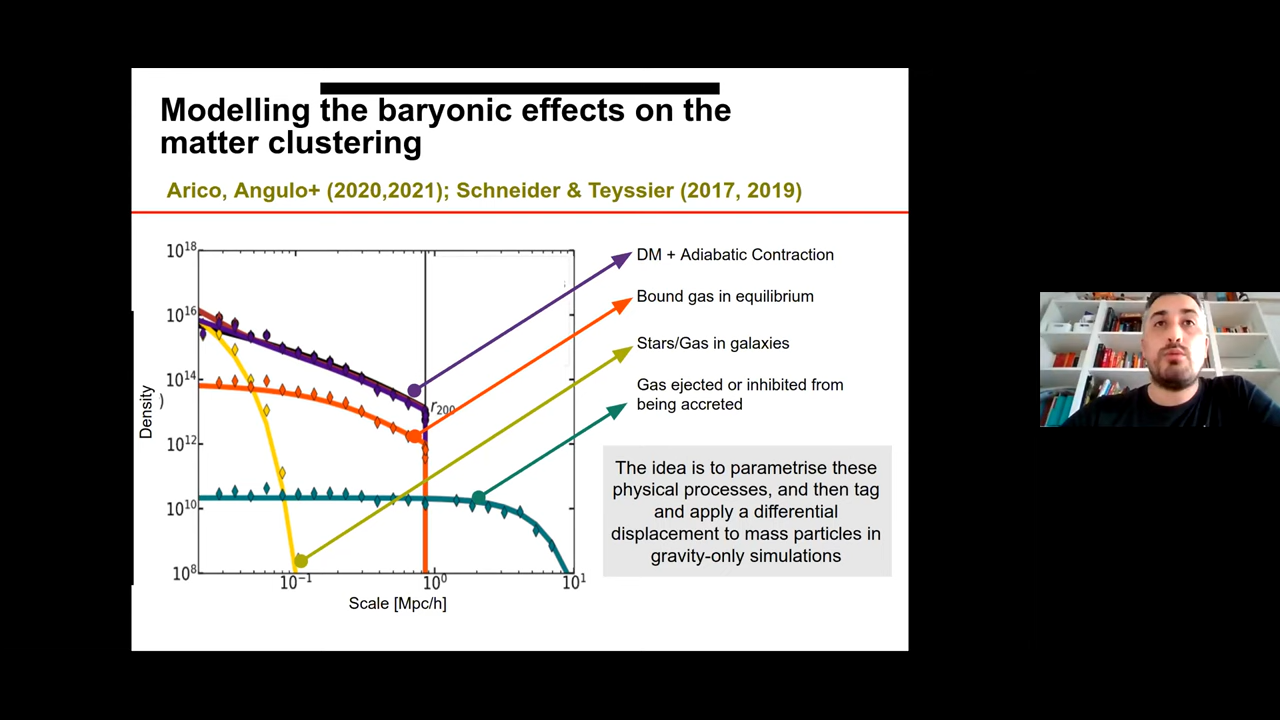 Modelling the baryonic effects on the
matter clustering
Arico, Angulo+ (2020,2021); Schneider & Teyssier (2017, 2019)
10^18
10^16
10^14
10^12
10^10
10^8
Density
)
r200
10^-1
10^0
10^1
Scale [Mpc/h]
DM + Adiabatic Contraction
Bound gas in equilibrium
Stars/Gas in galaxies
Gas ejected or inhibited from
being accreted
The idea is to parametrise these
physical processes, and then tag
and apply a differential
displacement to mass particles in
gravity-only simulations